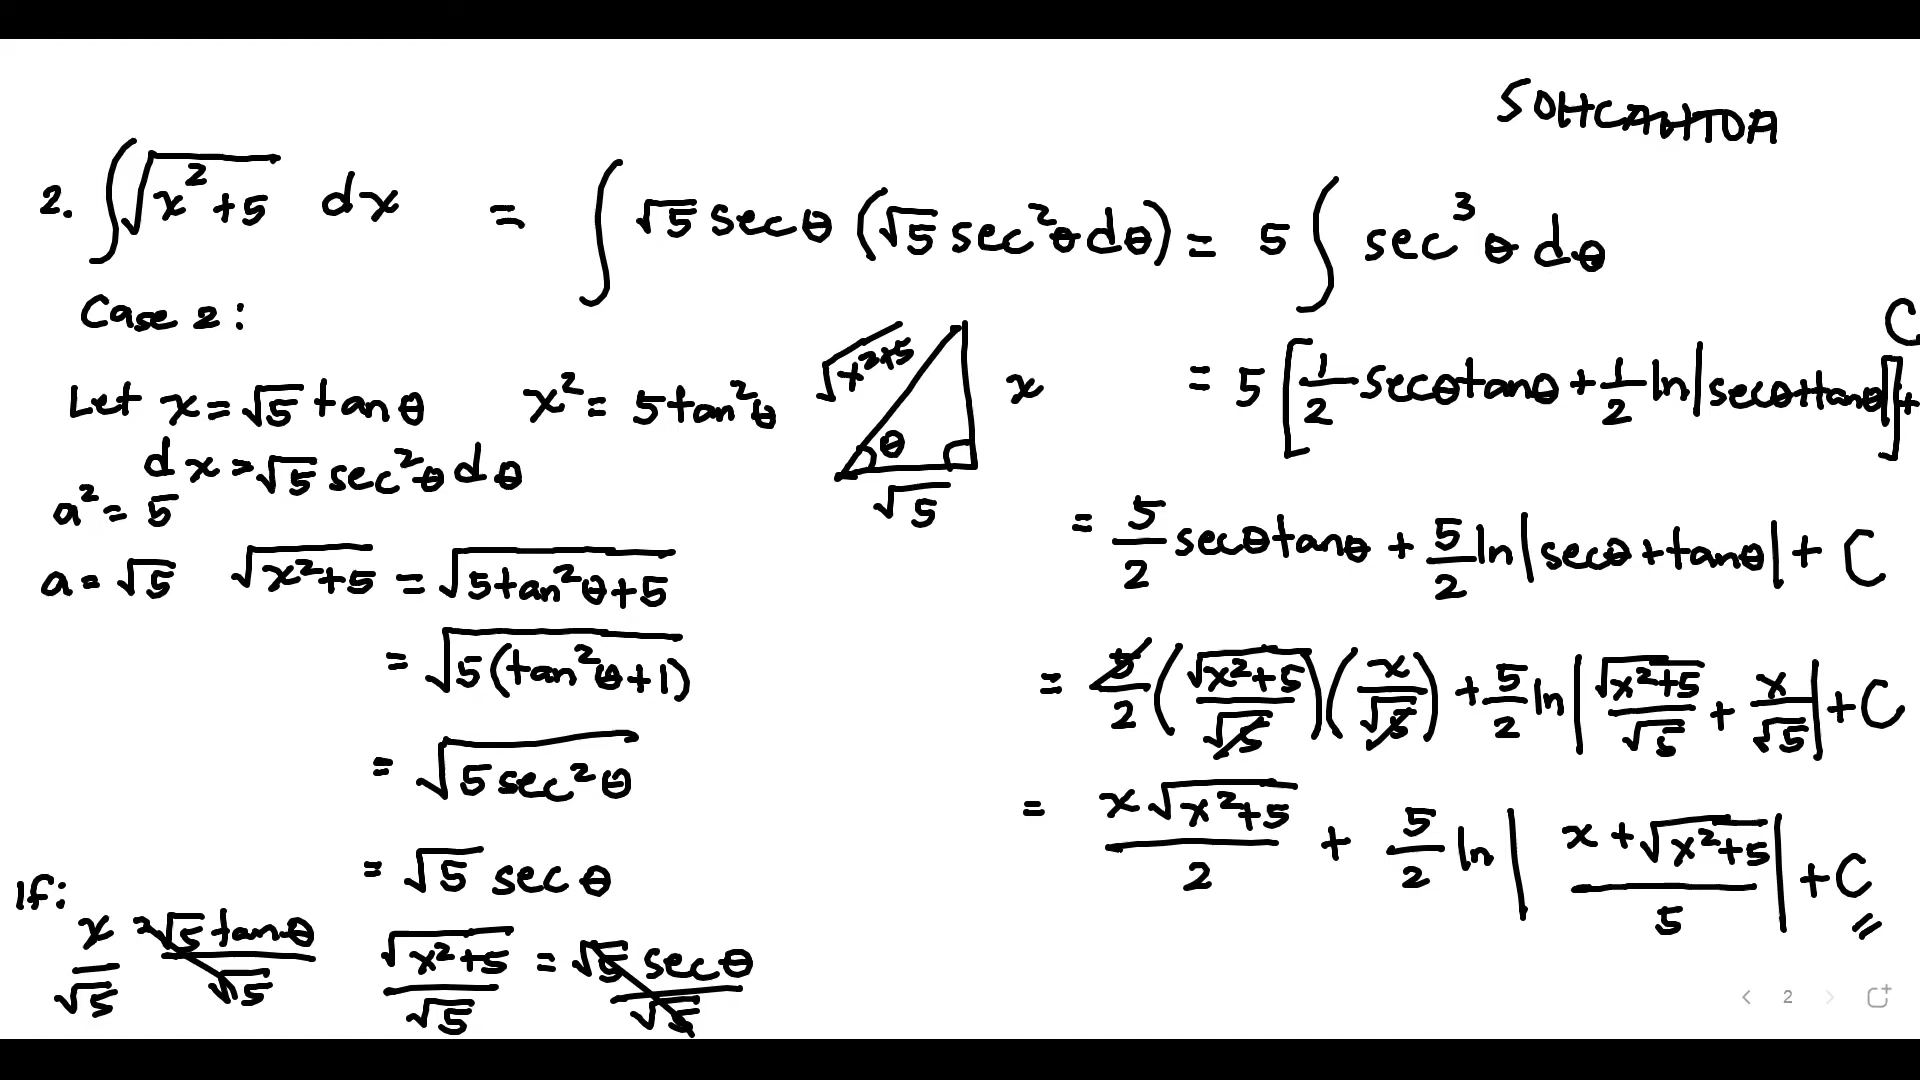 SOHCAHTOA
2. ∫√(x²+5) dx = ∫ √5 secθ (√5 sec²θ dθ) = 5 ∫ sec³θ dθ
Case 2:
Let x = √5 tanθ x² = 5tan²θ
dx = √5 sec²θ dθ
a² = 5
a = √5
√(x²+5) = √(5tan²θ+5)
= √(5(tan²θ+1))
= √(5sec²θ)
= √5 secθ
If:
x/√5 = √5 tanθ/√5
√(x²+5)/√5 = √5 secθ/√5
√(x²+5)
x
θ
√5
= 5[1/2 secθtanθ + 1/2 ln|secθ+tanθ|] + C
= 5/2 secθtanθ + 5/2 ln|secθ+tanθ| + C
= 5/2 (√(x²+5)/√5)(x/√5) + 5/2 ln|√(x²+5)/√5 + x/√5| + C
= x√(x²+5)/2 + 5/2 ln|(x+√(x²+5))/5| + C
2